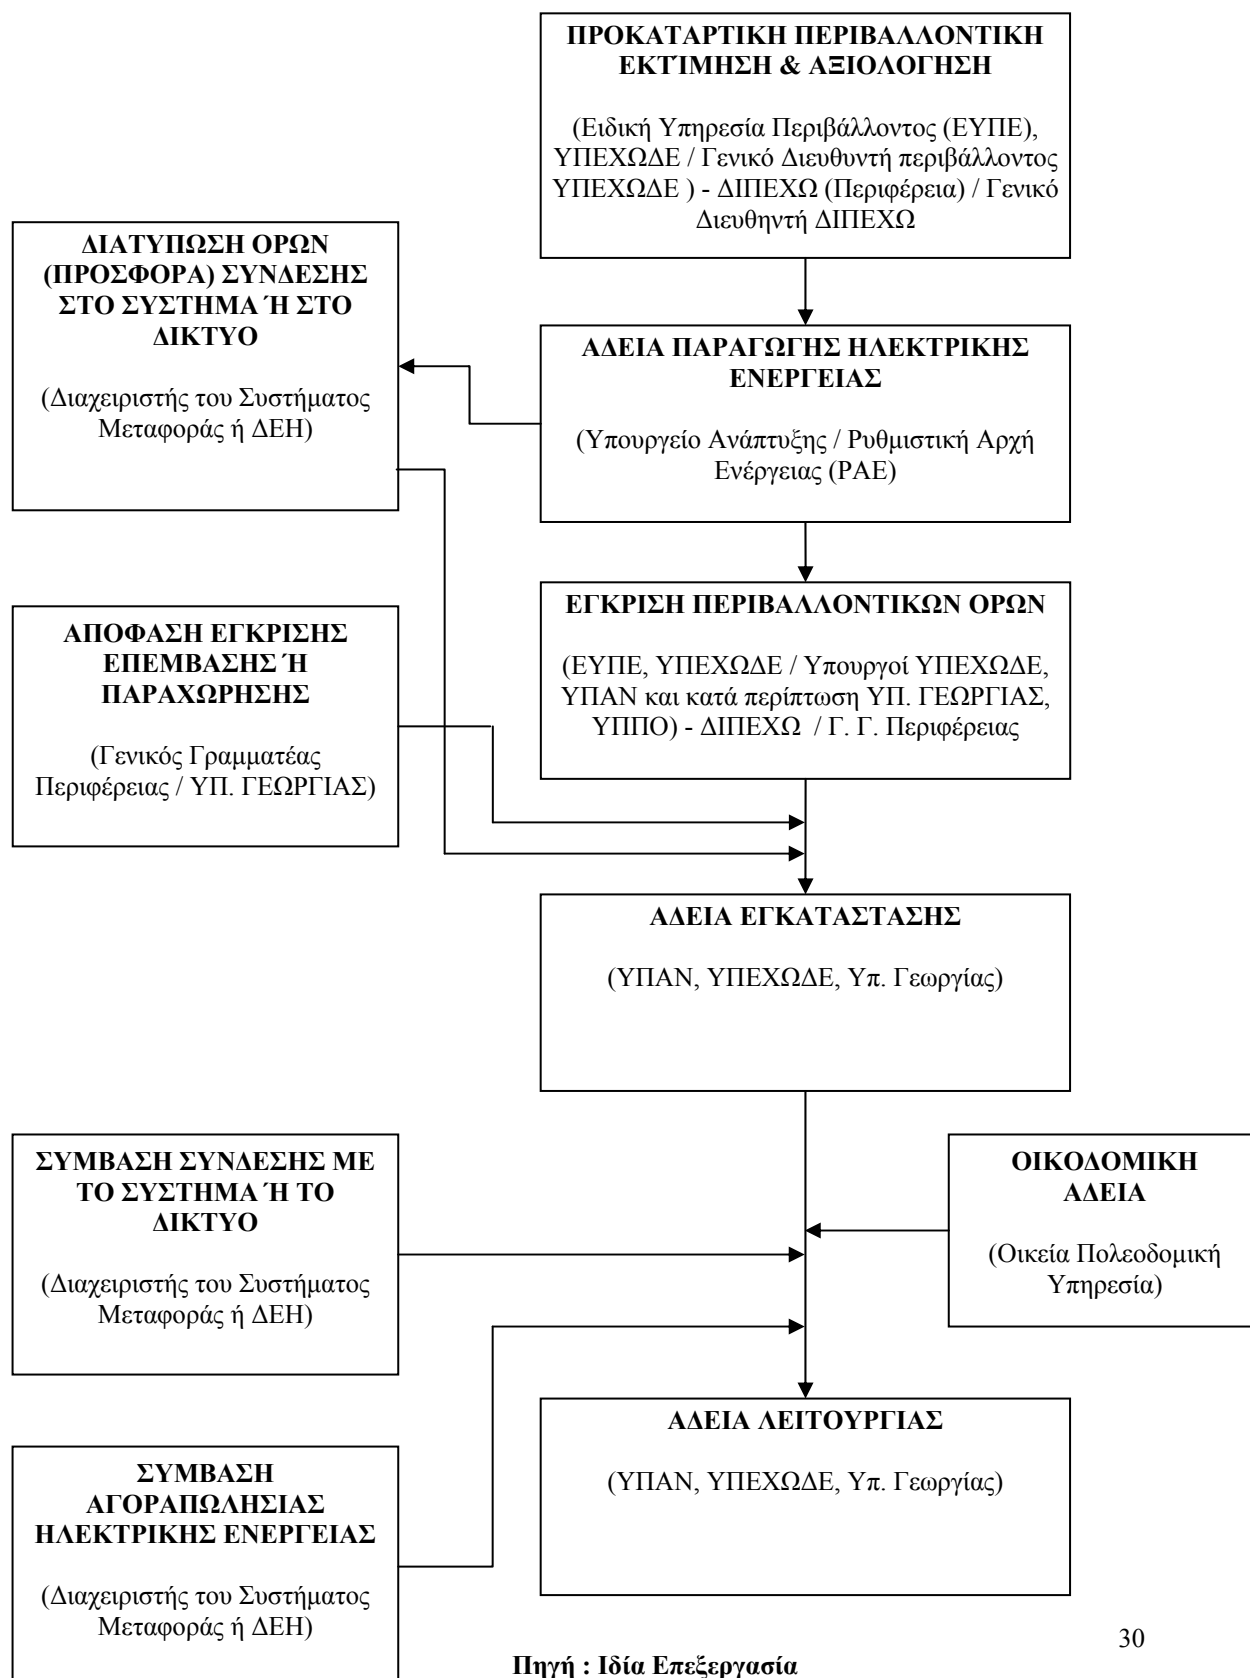 ΠΡΟΚΑΤΑΡΤΙΚΗ ΠΕΡΙΒΑΛΛΟΝΤΙΚΗ
ΕΚΤΊΜΗΣΗ & ΑΞΙΟΛΟΓΗΣΗ
(Ειδική Υπηρεσία Περιβάλλοντος (ΕΥΠΕ),
ΥΠΕΧΩΔΕ / Γενικό Διευθυντή περιβάλλοντος
ΥΠΕΧΩΔΕ ) - ΔΙΠΕΧΩ (Περιφέρεια) / Γενικό
Διευθηντή ΔΙΠΕΧΩ
ΔΙΑΤΥΠΩΣΗ ΟΡΩΝ
(ΠΡΟΣΦΟΡΑ) ΣΥΝΔΕΣΗΣ
ΣΤΟ ΣΥΣΤΗΜΑ Ή ΣΤΟ
ΔΙΚΤΥΟ
(Διαχειριστής του Συστήματος
Μεταφοράς ή ΔΕΗ)
ΑΔΕΙΑ ΠΑΡΑΓΩΓΗΣ ΗΛΕΚΤΡΙΚΗΣ
ΕΝΕΡΓΕΙΑΣ
(Υπουργείο Ανάπτυξης / Ρυθμιστική Αρχή
Ενέργειας (ΡΑΕ)
ΕΓΚΡΙΣΗ ΠΕΡΙΒΑΛΛΟΝΤΙΚΩΝ ΟΡΩΝ
(ΕΥΠΕ, ΥΠΕΧΩΔΕ / Υπουργοί ΥΠΕΧΩΔΕ,
ΥΠΑΝ και κατά περίπτωση ΥΠ. ΓΕΩΡΓΙΑΣ,
ΥΠΠΟ) - ΔΙΠΕΧΩ / Γ. Γ. Περιφέρειας
ΑΠΟΦΑΣΗ ΕΓΚΡΙΣΗΣ
ΕΠΕΜΒΑΣΗΣ Ή
ΠΑΡΑΧΩΡΗΣΗΣ
(Γενικός Γραμματέας
Περιφέρειας / ΥΠ. ΓΕΩΡΓΙΑΣ)
ΑΔΕΙΑ ΕΓΚΑΤΑΣΤΑΣΗΣ
(ΥΠΑΝ, ΥΠΕΧΩΔΕ, Υπ. Γεωργίας)
ΣΥΜΒΑΣΗ ΣΥΝΔΕΣΗΣ ΜΕ
ΤΟ ΣΥΣΤΗΜΑ Ή ΤΟ
ΔΙΚΤΥΟ
(Διαχειριστής του Συστήματος
Μεταφοράς ή ΔΕΗ)
ΟΙΚΟΔΟΜΙΚΗ
ΑΔΕΙΑ
(Οικεία Πολεοδομική
Υπηρεσία)
ΑΔΕΙΑ ΛΕΙΤΟΥΡΓΙΑΣ
(ΥΠΑΝ, ΥΠΕΧΩΔΕ, Υπ. Γεωργίας)
ΣΥΜΒΑΣΗ
ΑΓΟΡΑΠΩΛΗΣΙΑΣ
ΗΛΕΚΤΡΙΚΗΣ ΕΝΕΡΓΕΙΑΣ
(Διαχειριστής του Συστήματος
Μεταφοράς ή ΔΕΗ)
30
Πηγή : Ιδία Επεξεργασία